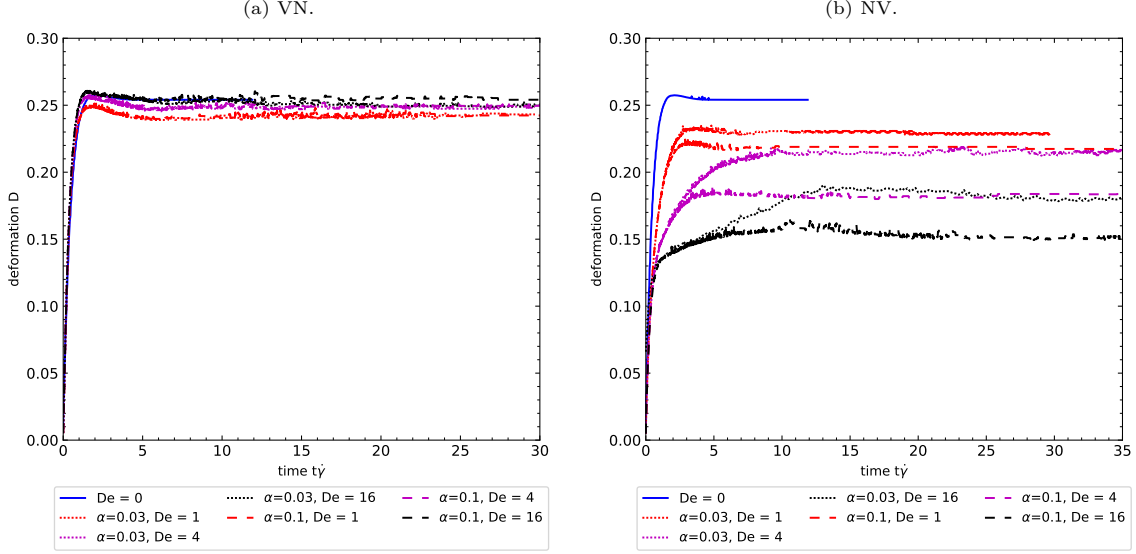 (a) VN.
(b) NV.
0.30
0.25
0.20
0.15
0.10
0.05
0.00
deformation D
0 5 10 15 20 25 30
time tγ̇
De = 0
α=0.03, De = 1
α=0.03, De = 4
α=0.03, De = 16
α=0.1, De = 1
α=0.1, De = 4
α=0.1, De = 16
0.30
0.25
0.20
0.15
0.10
0.05
0.00
deformation D
0 5 10 15 20 25 30 35
time tγ̇
De = 0
α=0.03, De = 1
α=0.03, De = 4
α=0.03, De = 16
α=0.1, De = 1
α=0.1, De = 4
α=0.1, De = 16